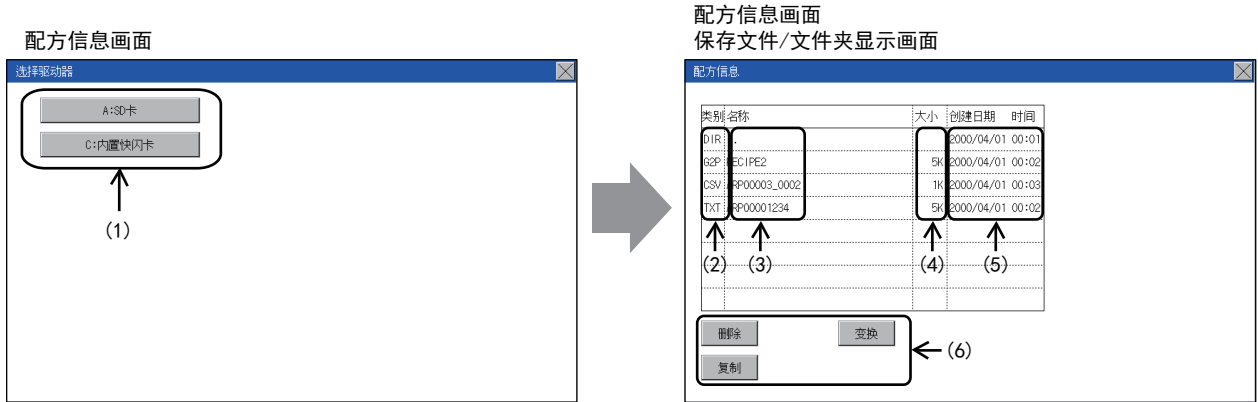 配方信息画面
选择驱动器
A:SD卡
C:内置快闪卡
(1)
配方信息画面
保存文件/文件夹显示画面
配方信息
类别 名称 大小 创建日期 时间
DIR . 2000/04/01 00:01
G2P ECIPE2 5K 2000/04/01 00:02
CSV RP00003_0002 1K 2000/04/01 00:03
TXT RP00001234 5K 2000/04/01 00:02
(2) (3) (4) (5)
删除 变换
复制
(6)